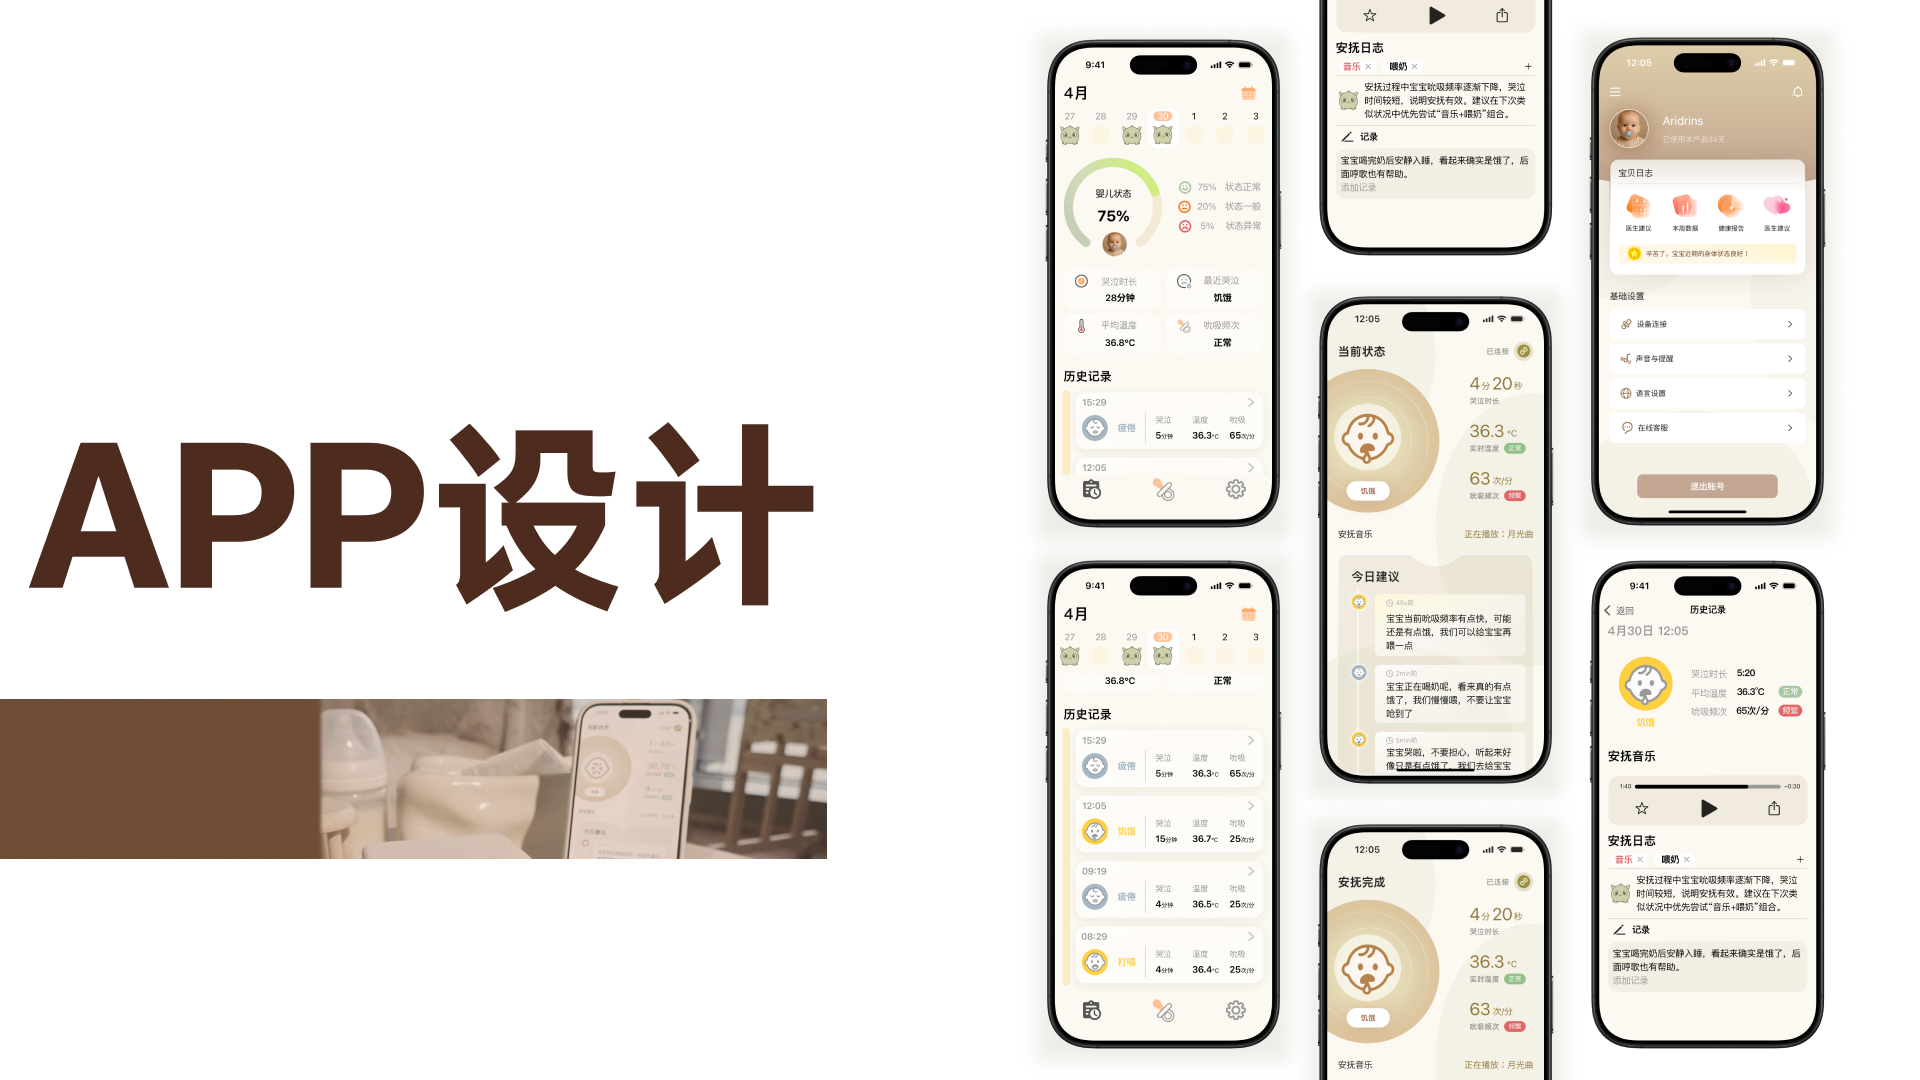 APP设计
9:41
4月
27 28 29 30 1 2 3
婴儿状态
75%
75% 状态正常
20% 状态一般
5% 状态异常
哭泣时长
28分钟
最近哭泣
饥饿
平均温度
36.8°C
吮吸频次
正常
历史记录
15:29
疲倦
哭泣 温度 吮吸
5分钟 36.3°C 65次/分
12:05
9:41
4月
27 28 29 30 1 2 3
36.8°C 正常
历史记录
15:29
疲倦
哭泣 温度 吮吸
5分钟 36.3°C 65次/分
12:05
饥饿
哭泣 温度 吮吸
15分钟 36.7°C 25次/分
09:19
疲倦
哭泣 温度 吮吸
4分钟 36.5°C 25次/分
08:29
打嗝
哭泣 温度 吮吸
4分钟 36.4°C 25次/分
安抚日志
音乐 × 喂奶 × +
安抚过程中宝宝吮吸频率逐渐下降，哭泣
时间较短，说明安抚有效。建议在下次类
似状况中优先尝试“音乐+喂奶”组合。
记录
宝宝喝完奶后安静入睡，看起来确实是饿了，后
面哼歌也有帮助。
添加记录
12:05
当前状态
已连接
4分20秒
哭泣时长
36.3 °C
实时温度 正常
63 次/分
吮吸频次 频繁
饥饿
安抚音乐 正在播放：月光曲
今日建议
45s前
宝宝当前吮吸频率有点快，可能
还是有点饿，我们可以给宝宝再
喂一点
2min前
宝宝正在喝奶呢，看来真的有点
饿了，我们慢慢喂，不要让宝宝
呛到了
5min前
宝宝哭啦，不要担心，听起来好
像只是有点饿了，我们去给宝宝
12:05
安抚完成
已连接
4分20秒
哭泣时长
36.3 °C
实时温度 正常
63 次/分
吮吸频次 频繁
饥饿
安抚音乐 正在播放：月光曲
12:05
Aridrins
已使用本产品34天
宝贝日志
医生建议 本周数据 健康报告 医生建议
辛苦了，宝宝近期的身体状态良好！
基础设置
设备连接
声音与提醒
语言设置
在线客服
退出账号
9:41
返回 历史记录
4月30日 12:05
饥饿
哭泣时长 5:20
平均温度 36.3°C 正常
吮吸频次 65次/分 频繁
安抚音乐
1:40 -0:30
安抚日志
音乐 × 喂奶 × +
安抚过程中宝宝吮吸频率逐渐下降，哭泣
时间较短，说明安抚有效。建议在下次类
似状况中优先尝试“音乐+喂奶”组合。
记录
宝宝喝完奶后安静入睡，看起来确实是饿了，后
面哼歌也有帮助。
添加记录